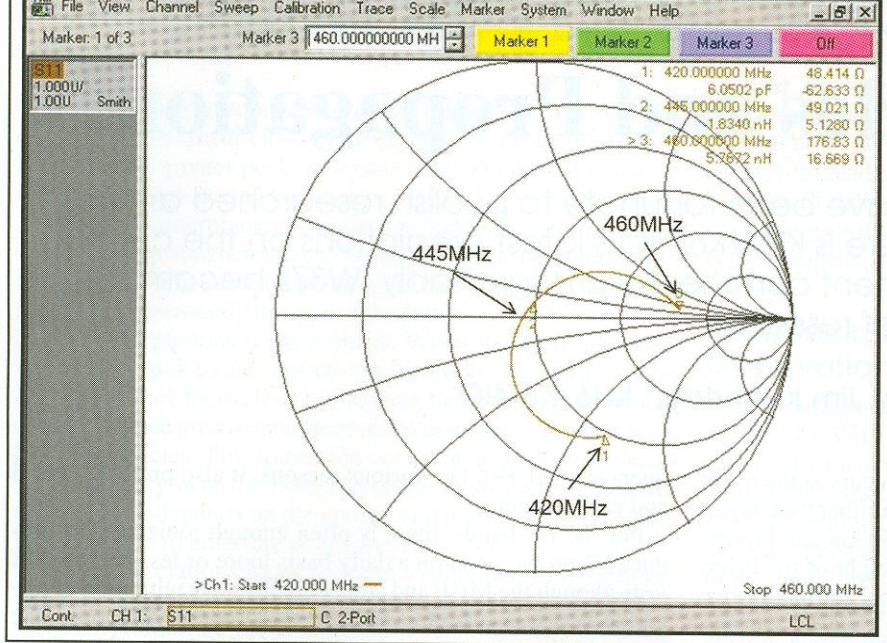 File View Channel Sweep Calibration Trace Scale Marker System Window Help
Marker: 1 of 3 Marker 3 460.000000000 MH Marker 1 Marker 2 Marker 3 Off
S11
1.000U/
1.00U Smith
1: 420.000000 MHz 48.414 Ω
6.0502 pF -62.633 Ω
2: 445.000000 MHz 49.021 Ω
1.8340 nH 5.1280 Ω
> 3: 460.000000 MHz 176.83 Ω
5.7672 nH 16.669 Ω
460MHz
445MHz
2
1
420MHz
>Ch1: Start 420.000 MHz Stop 460.000 MHz
Cont. CH 1: S11 C 2-Port LCL